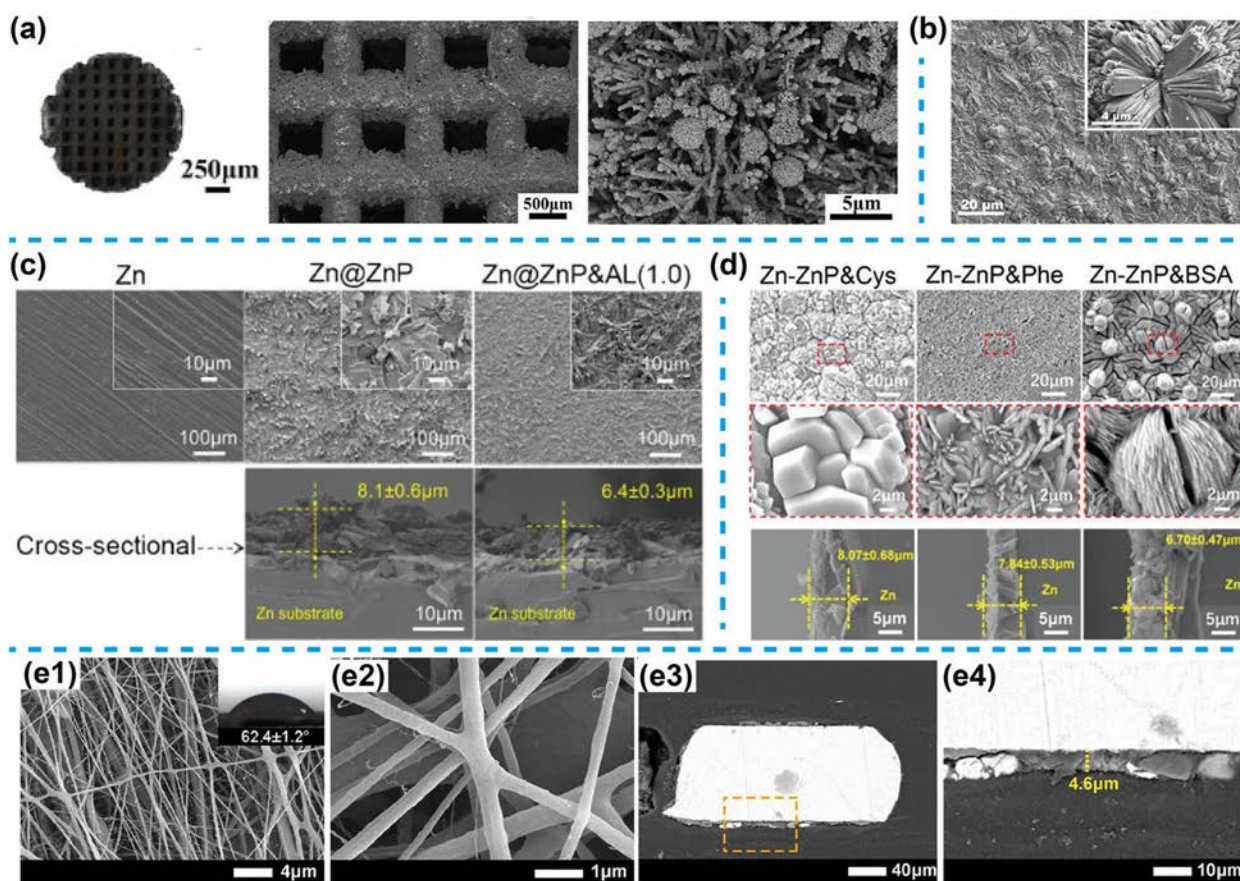 (a)
250μm
500μm
5μm
(b)
4 μm
20 μm
(c)
Zn
Zn@ZnP
Zn@ZnP&AL(1.0)
10μm
10μm
10μm
100μm
100μm
100μm
Cross-sectional
8.1±0.6μm
6.4±0.3μm
Zn substrate
10μm
Zn substrate
10μm
(d)
Zn-ZnP&Cys
Zn-ZnP&Phe
Zn-ZnP&BSA
20μm
20μm
20μm
2μm
2μm
2μm
8.07±0.68μm
7.84±0.53μm
6.70±0.47μm
Zn
Zn
Zn
5μm
5μm
5μm
(e1)
62.4±1.2°
4μm
(e2)
1μm
(e3)
40μm
(e4)
4.6μm
10μm